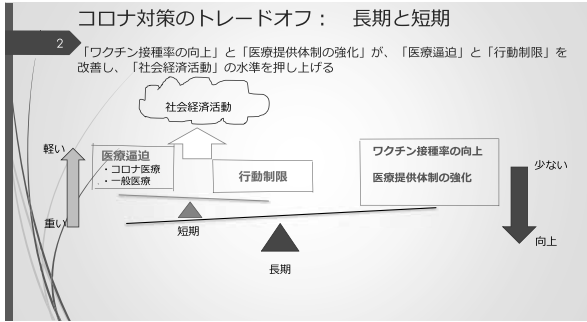 コロナ対策のトレードオフ：　長期と短期
2
「ワクチン接種率の向上」と「医療提供体制の強化」が、「医療逼迫」と「行動制限」を
改善し、「社会経済活動」の水準を押し上げる
社会経済活動
軽い
医療逼迫
・コロナ医療
・一般医療
行動制限
ワクチン接種率の向上
医療提供体制の強化
少ない
重い
短期
向上
長期